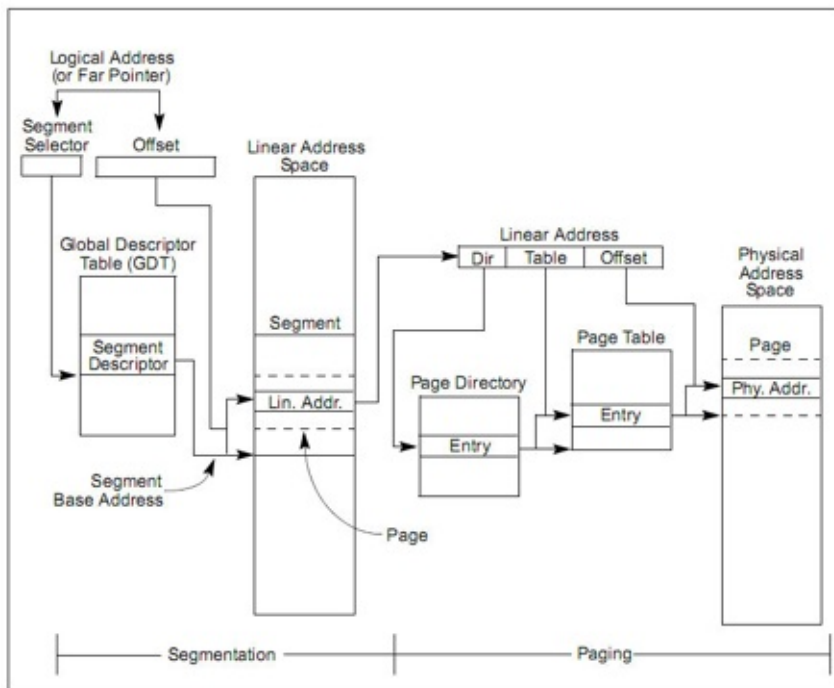 Logical Address
(or Far Pointer)
Segment
Selector
Offset
Linear Address
Space
Global Descriptor
Table (GDT)
Segment
Descriptor
Segment
Lin. Addr.
Segment
Base Address
Page
Linear Address
Dir Table Offset
Physical
Address
Space
Page Table
Page
Phy. Addr.
Page Directory
Entry
Entry
Segmentation
Paging